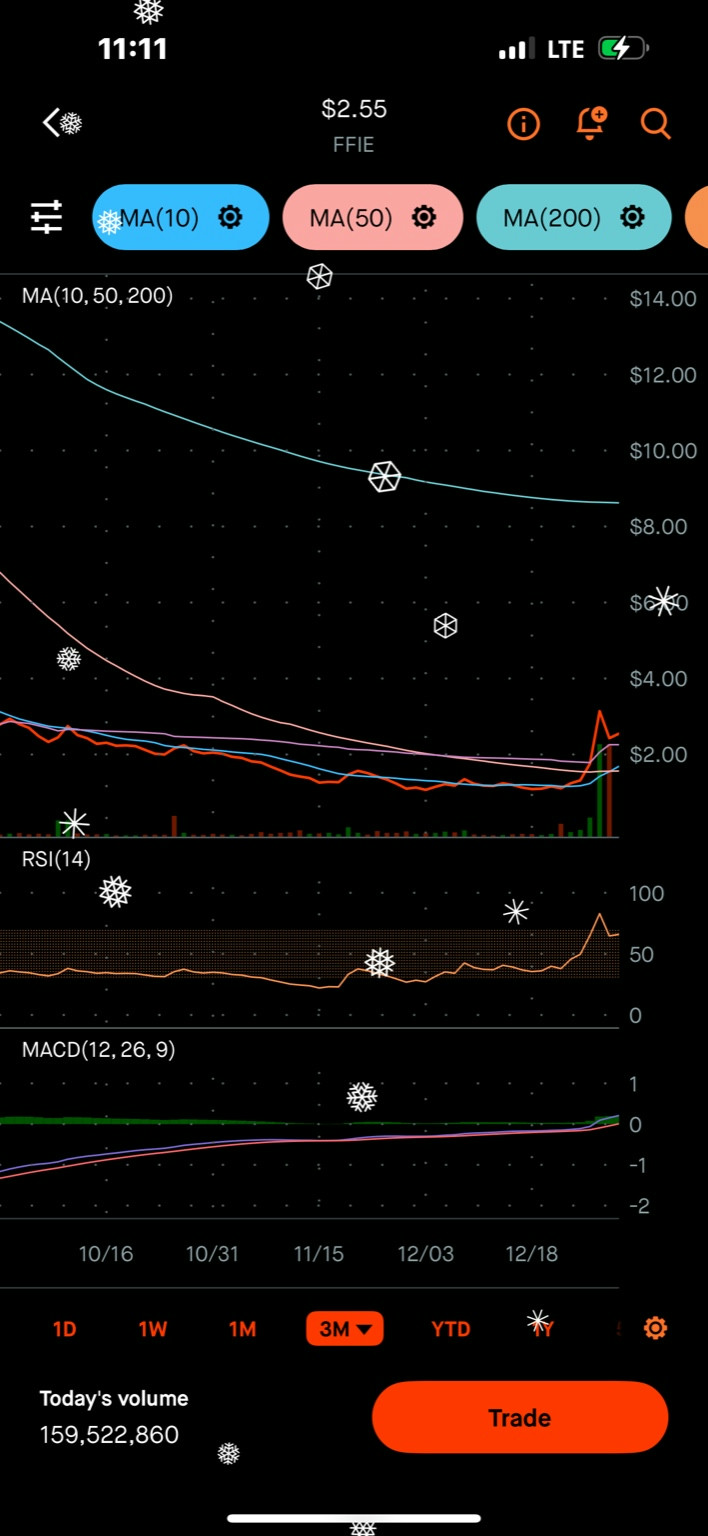 11:11 LTE
$2.55
FFIE
MA(10) MA(50) MA(200)
MA(10,50,200)
$14.00
$12.00
$10.00
$8.00
$4.00
$2.00
RSI(14)
100
50
0
MACD(12,26,9)
1
0
-1
-2
10/16 10/31 11/15 12/03 12/18
1D 1W 1M 3M YTD
Today's volume
159,522,860
Trade